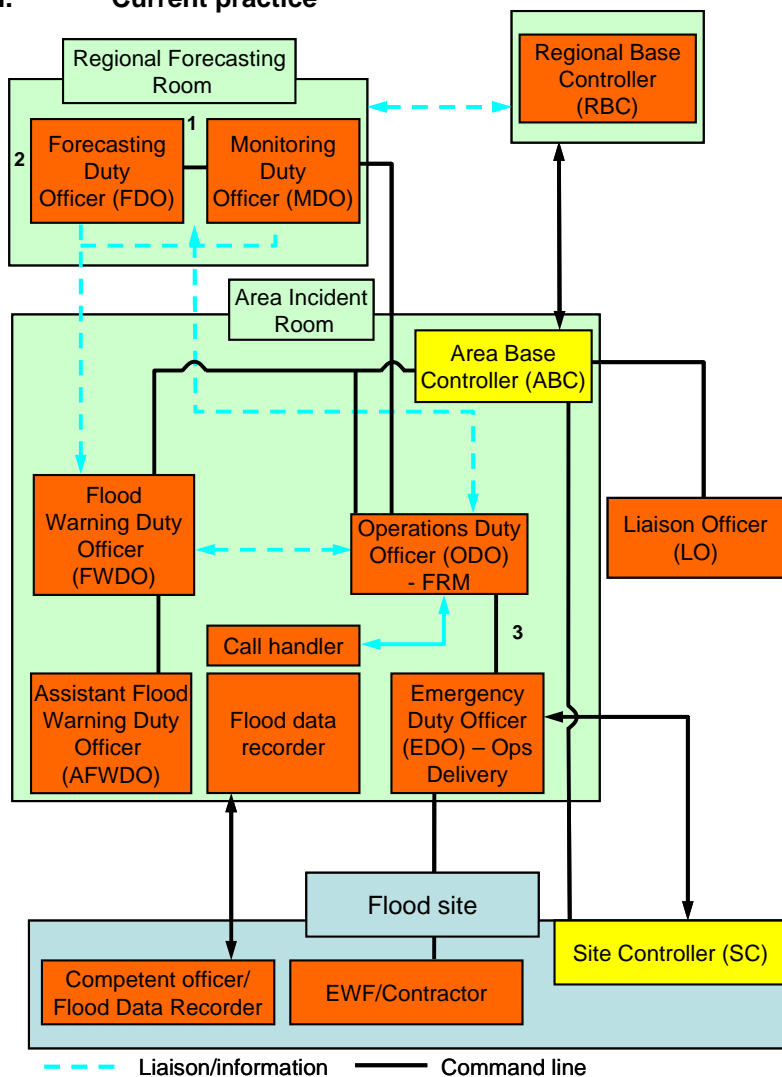 Current practice
Regional Forecasting
Room
Regional Base
Controller
(RBC)
1
2
Forecasting
Duty
Officer (FDO)
Monitoring
Duty
Officer (MDO)
Area Incident
Room
Area Base
Controller (ABC)
Flood
Warning Duty
Officer
(FWDO)
Operations Duty
Officer (ODO)
- FRM
Liaison Officer
(LO)
Call handler
3
Assistant Flood
Warning Duty
Officer
(AFWDO)
Flood data
recorder
Emergency
Duty Officer
(EDO) – Ops
Delivery
Flood site
Site Controller (SC)
Competent officer/
Flood Data Recorder
EWF/Contractor
Liaison/information
Command line